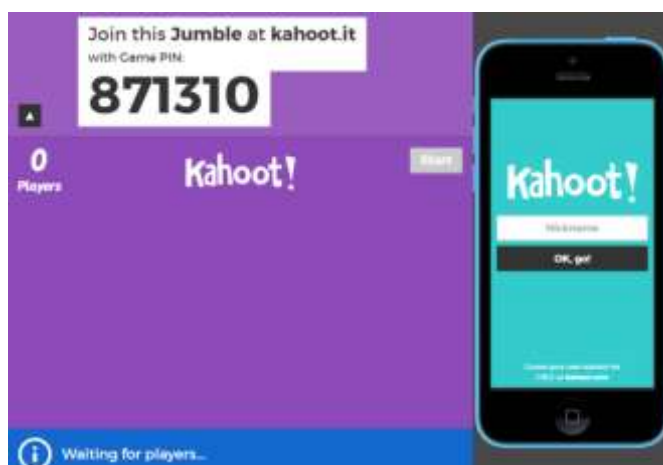 Join this Jumble at kahoot.it
with Game PIN:
871310
0
Players
Kahoot!
Start
Waiting for players...
Kahoot!
Nickname
OK, go!